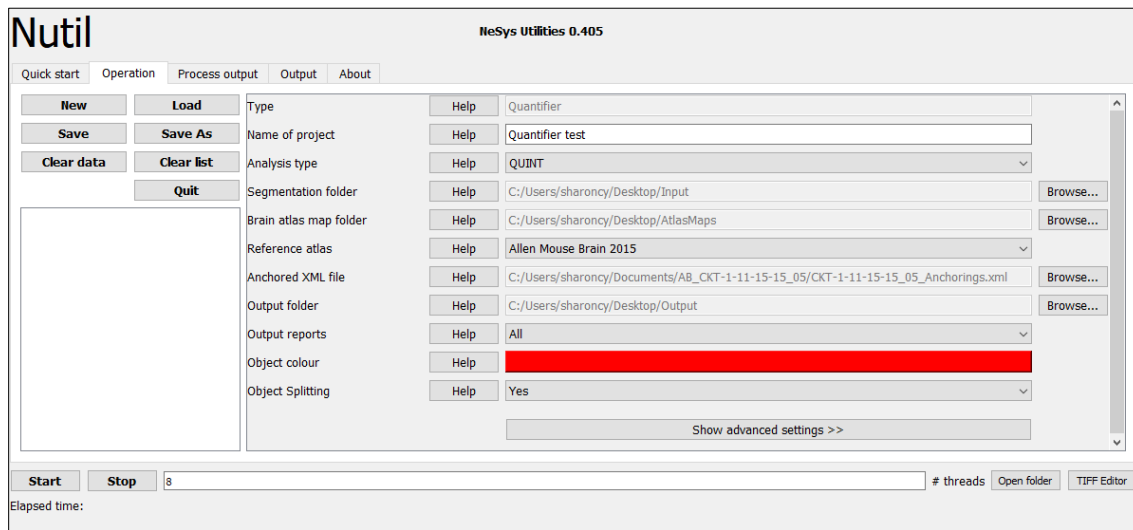 Nutil
NeSys Utilities 0.405
Quick start Operation Process output Output About
New Load
Save Save As
Clear data Clear list
Quit
Type Help Quantifier
Name of project Help Quantifier test
Analysis type Help QUINT
Segmentation folder Help C:/Users/sharoncy/Desktop/Input Browse...
Brain atlas map folder Help C:/Users/sharoncy/Desktop/AtlasMaps Browse...
Reference atlas Help Allen Mouse Brain 2015
Anchored XML file Help C:/Users/sharoncy/Documents/AB_CKT-1-11-15-15_05/CKT-1-11-15-15_05_Anchorings.xml Browse...
Output folder Help C:/Users/sharoncy/Desktop/Output Browse...
Output reports Help All
Object colour Help
Object Splitting Help Yes
Show advanced settings >>
Start Stop 8 # threads Open folder TIFF Editor
Elapsed time: